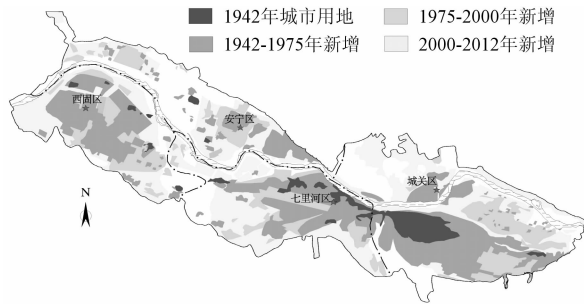 1942年城市用地
1975-2000年新增
1942-1975年新增
2000-2012年新增
西固区
安宁区
城关区
七里河区
N